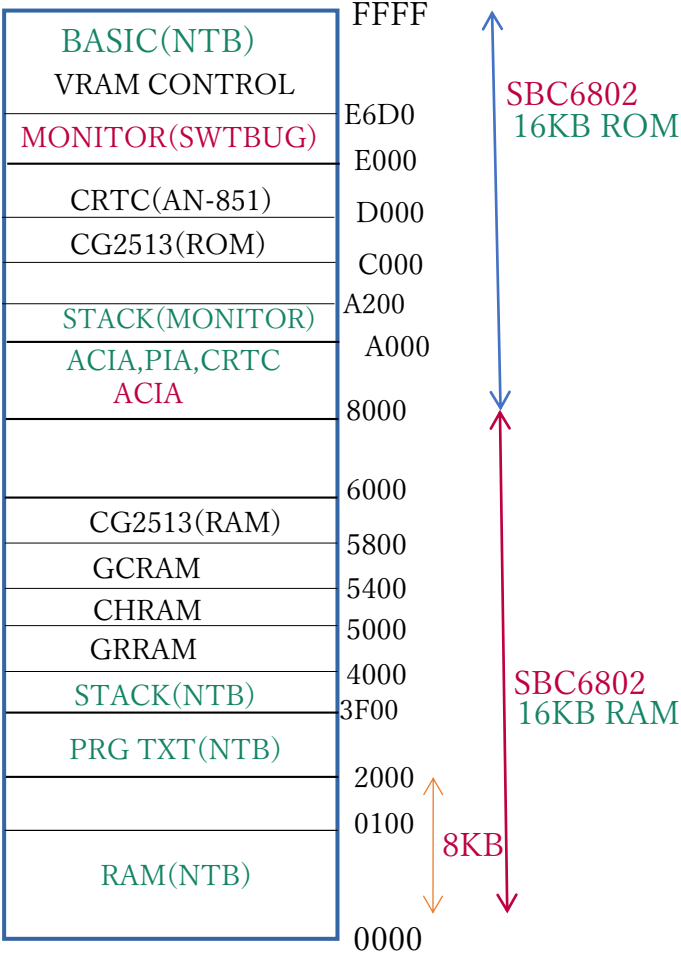 FFFF
BASIC(NTB)
VRAM CONTROL
SBC6802
16KB ROM
E6D0
MONITOR(SWTBUG)
E000
CRTC(AN-851)
D000
CG2513(ROM)
C000
A200
STACK(MONITOR)
A000
ACIA,PIA,CRTC
ACIA
8000
6000
CG2513(RAM)
5800
GCRAM
5400
CHRAM
5000
GRRAM
4000
STACK(NTB)
SBC6802
16KB RAM
3F00
PRG TXT(NTB)
2000
0100
8KB
RAM(NTB)
0000